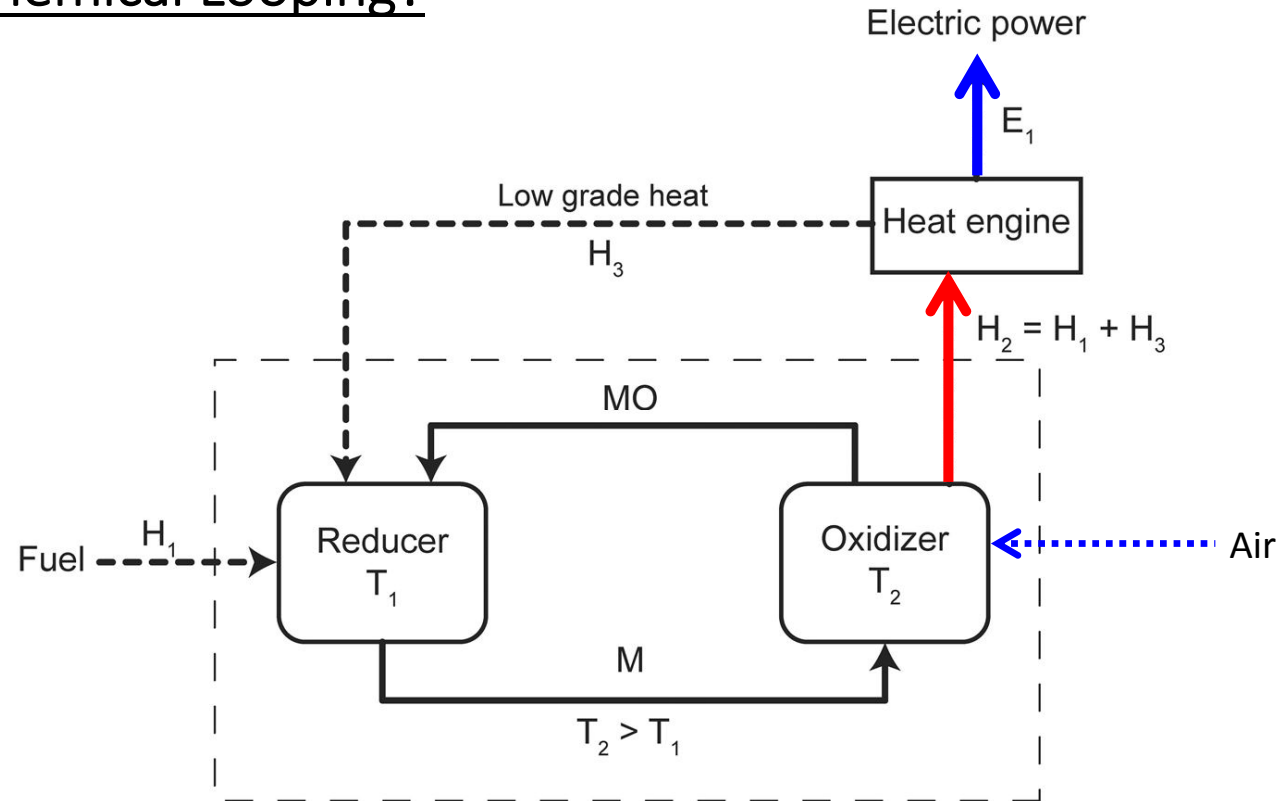 Looping?
Electric power
E₁
Low grade heat
Heat engine
H₃
H₂ = H₁ + H₃
MO
Fuel
H₁
Reducer
T₁
Oxidizer
T₂
Air
M
T₂ > T₁